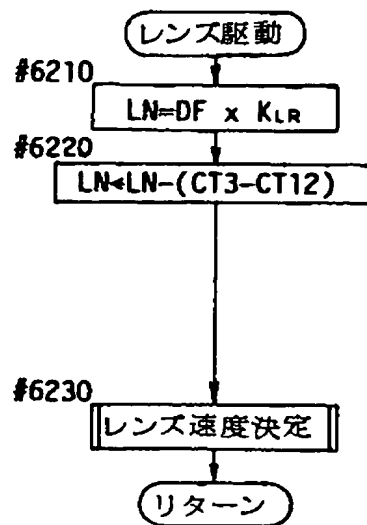 レンズ駆動
#6210
LN=DF x KLR
#6220
LN←LN-(CT3-CT12)
#6230
レンズ速度決定
リターン